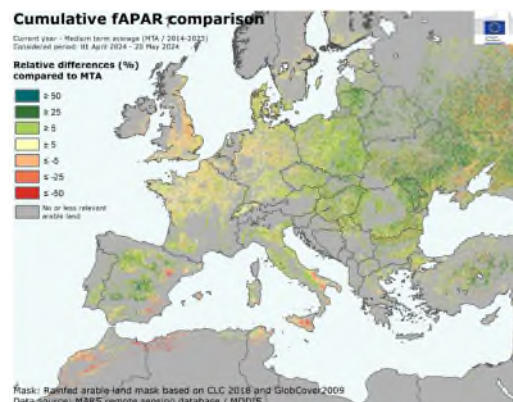 Cumulative fAPAR comparison
Current year - Medium term average (MTA / 2014-2023)
Considered period: 01 April 2024 - 20 May 2024
Relative differences (%)
compared to MTA
≥ 50
≥ 25
≥ 5
≥ 5
≤ -5
≤ -25
≤ -50
No or less relevant
arable land
Mask: Rainfed arable land mask based on CLC 2018 and GlobCover2009
Data source: MARS remote sensing database / MODIS